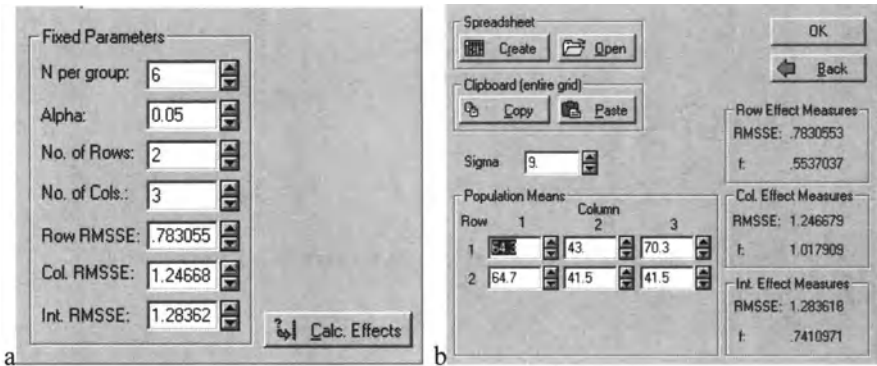 Fixed Parameters
N per group: 6
Alpha: 0.05
No. of Rows: 2
No. of Cols.: 3
Row RMSSE: .783055
Col. RMSSE: 1.24668
Int. RMSSE: 1.28362
Calc. Effects
a
Spreadsheet
Create Open
Clipboard (entire grid)
Copy Paste
Sigma 9.
Population Means
Column
Row 1 2 3
1 43. 70.3
2 64.7 41.5 41.5
OK
Back
Row Effect Measures
RMSSE: .7830553
f: .5537037
Col. Effect Measures
RMSSE: 1.246679
f: 1.017909
Int. Effect Measures
RMSSE: 1.283618
f: .7410971
b